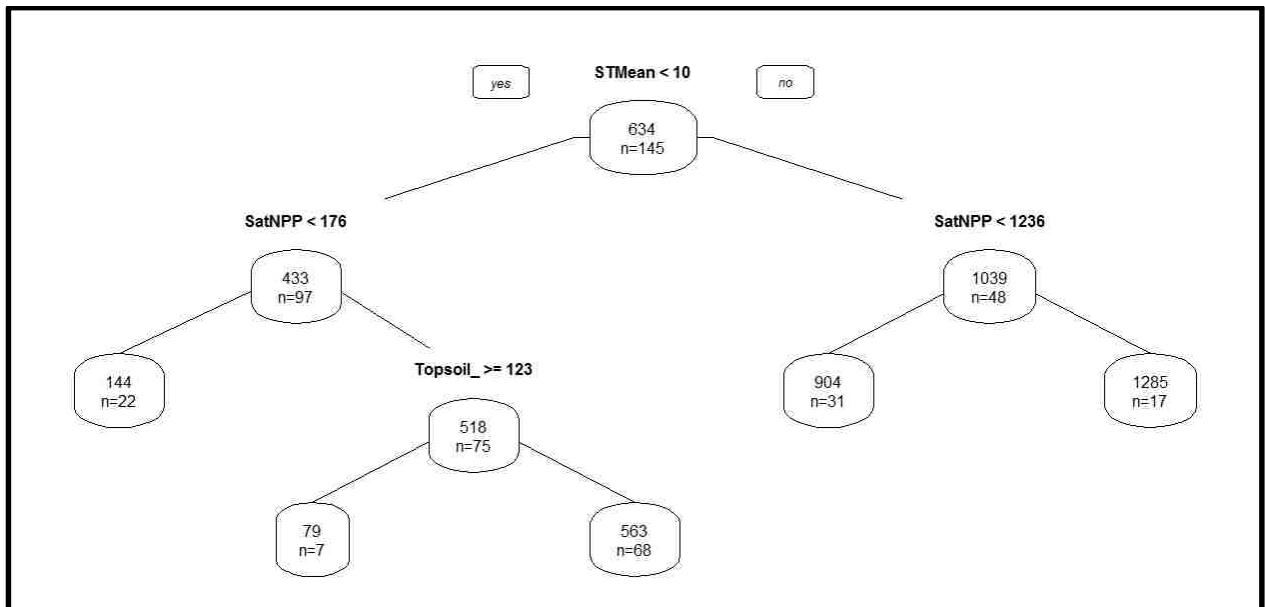 STMean < 10
yes
no
634
n=145
SatNPP < 176
SatNPP < 1236
433
n=97
1039
n=48
144
n=22
Topsoil_ >= 123
904
n=31
1285
n=17
518
n=75
79
n=7
563
n=68